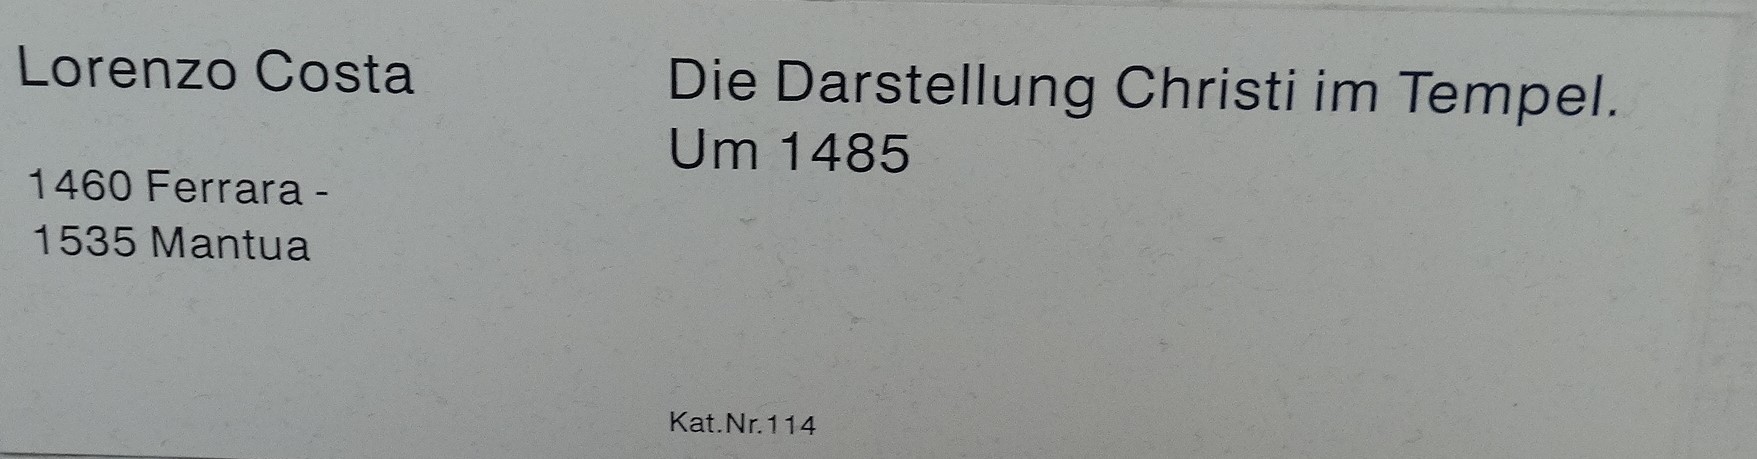 Lorenzo Costa
1460 Ferrara -
1535 Mantua
Die Darstellung Christi im Tempel.
Um 1485
Kat.Nr.114